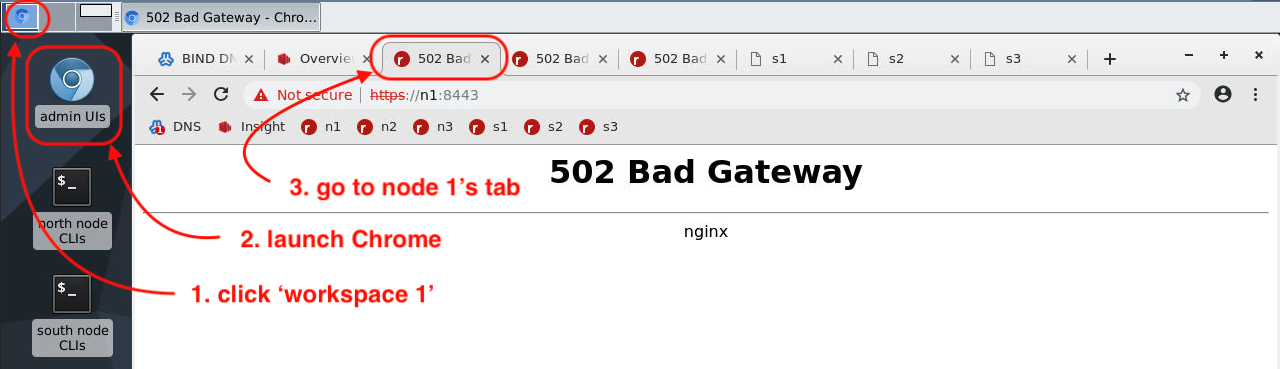 502 Bad Gateway - Chro...
BIND DN
Overvie
502 Bad
502 Bad
502 Bad
s1
s2
s3
Not secure
https://n1:8443
DNS
Insight
n1
n2
n3
s1
s2
s3
admin UIs
$_
north node
CLIs
$_
south node
CLIs
502 Bad Gateway
nginx
3. go to node 1’s tab
2. launch Chrome
1. click ‘workspace 1’